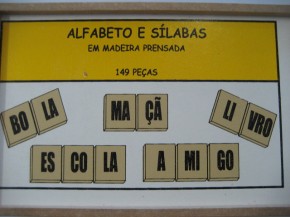 ALFABETO E SÍLABAS
EM MADEIRA PRENSADA
149 PEÇAS
BO LA MA ÇÃ LI VRO
ES CO LA A MI GO